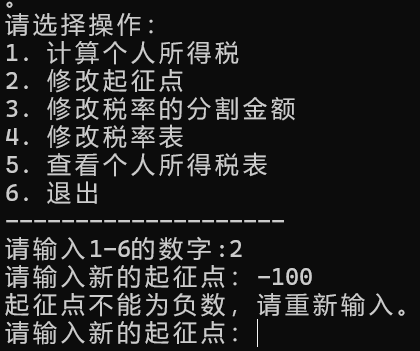 。
请选择操作:
1. 计算个人所得税
2. 修改起征点
3. 修改税率的分割金额
4. 修改税率表
5. 查看个人所得税表
6. 退出
--------------------
请输入1-6的数字:2
请输入新的起征点: -100
起征点不能为负数, 请重新输入。
请输入新的起征点: